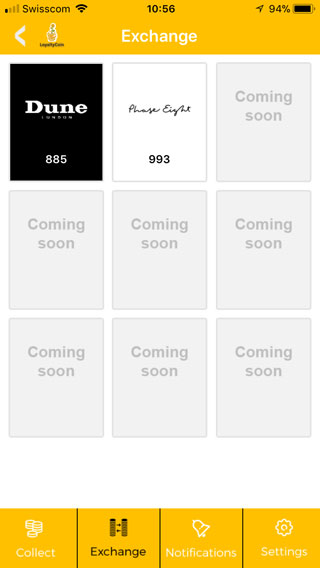 Swisscom 10:56 94%
LoyaltyCoin
Exchange
Dune
LONDON
885
Phase Eight
993
Coming
soon
Coming
soon
Coming
soon
Coming
soon
Coming
soon
Coming
soon
Coming
soon
Collect
Exchange
Notifications
Settings